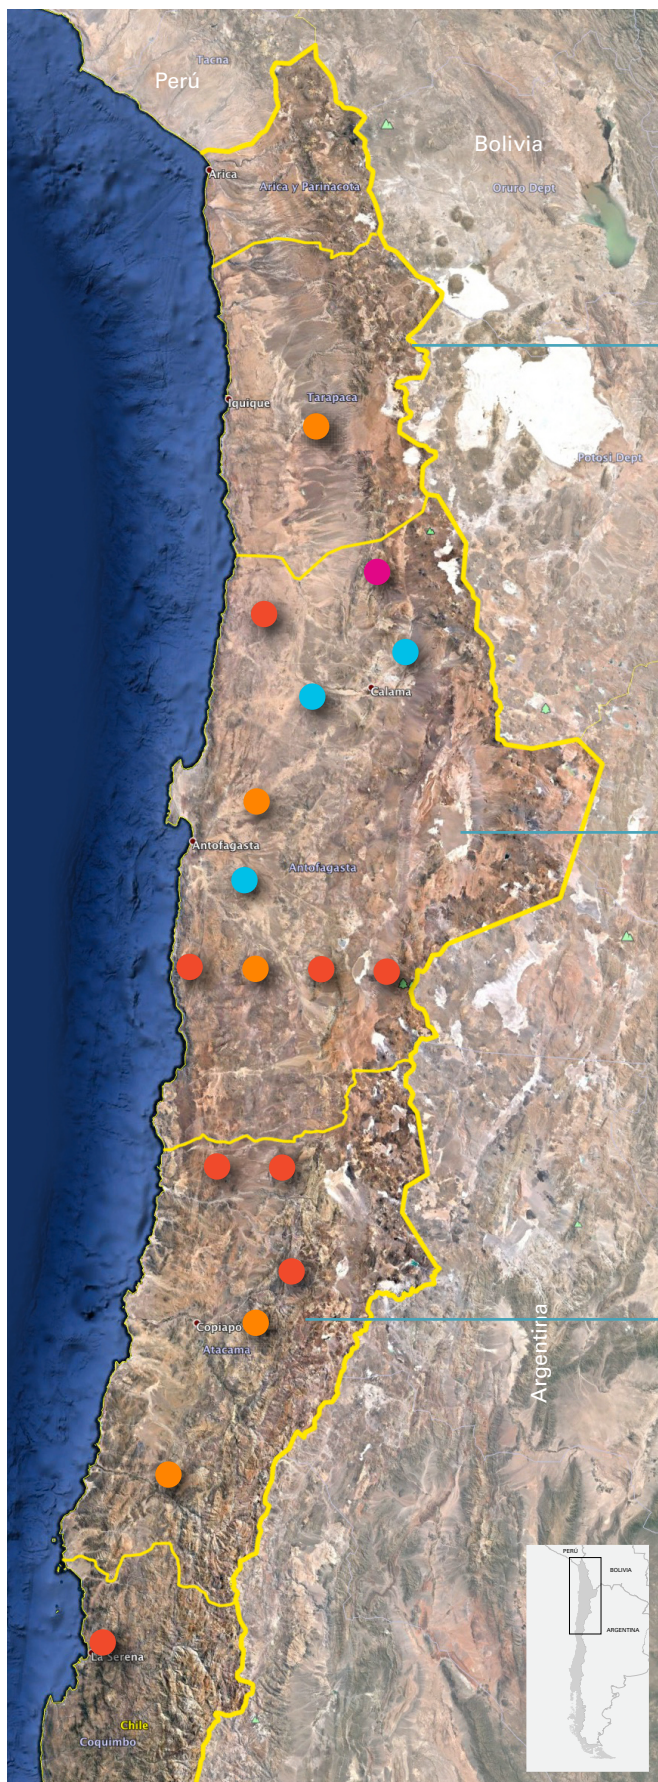 Tacna
Perú
Bolivia
Arica
Arica y Parinacota
Oruro Dept
Iquique
Tarapaca
Potosi Dept
Calama
Antofagasta
Antofagasta
Copiapo
Atacama
Argentina
PERÚ
BOLIVIA
ARGENTINA
La Serena
Chile
Coquimbo